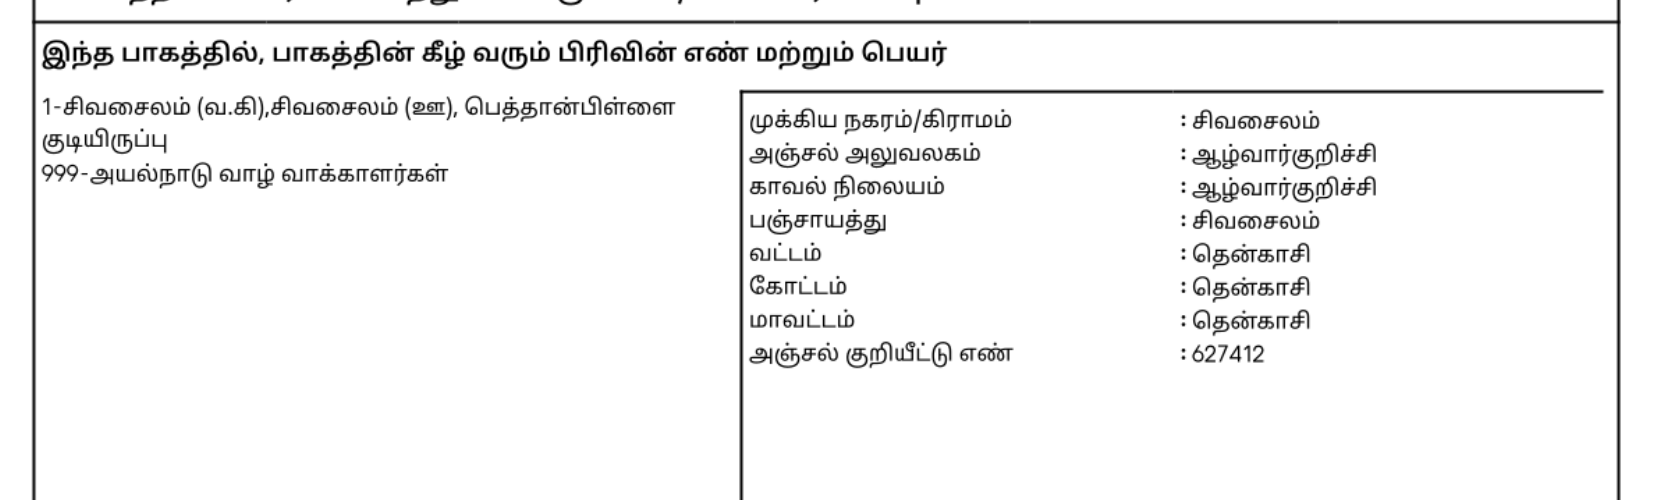 இந்த பாகத்தில், பாகத்தின் கீழ் வரும் பிரிவின் எண் மற்றும் பெயர்
1-சிவசைலம் (வ.கி),சிவசைலம் (ஊ), பெத்தான்பிள்ளை
குடியிருப்பு
999-அயல்நாடு வாழ் வாக்காளர்கள்
முக்கிய நகரம்/கிராமம் : சிவசைலம்
அஞ்சல் அலுவலகம் : ஆழ்வார்குறிச்சி
காவல் நிலையம் : ஆழ்வார்குறிச்சி
பஞ்சாயத்து : சிவசைலம்
வட்டம் : தென்காசி
கோட்டம் : தென்காசி
மாவட்டம் : தென்காசி
அஞ்சல் குறியீட்டு எண் : 627412